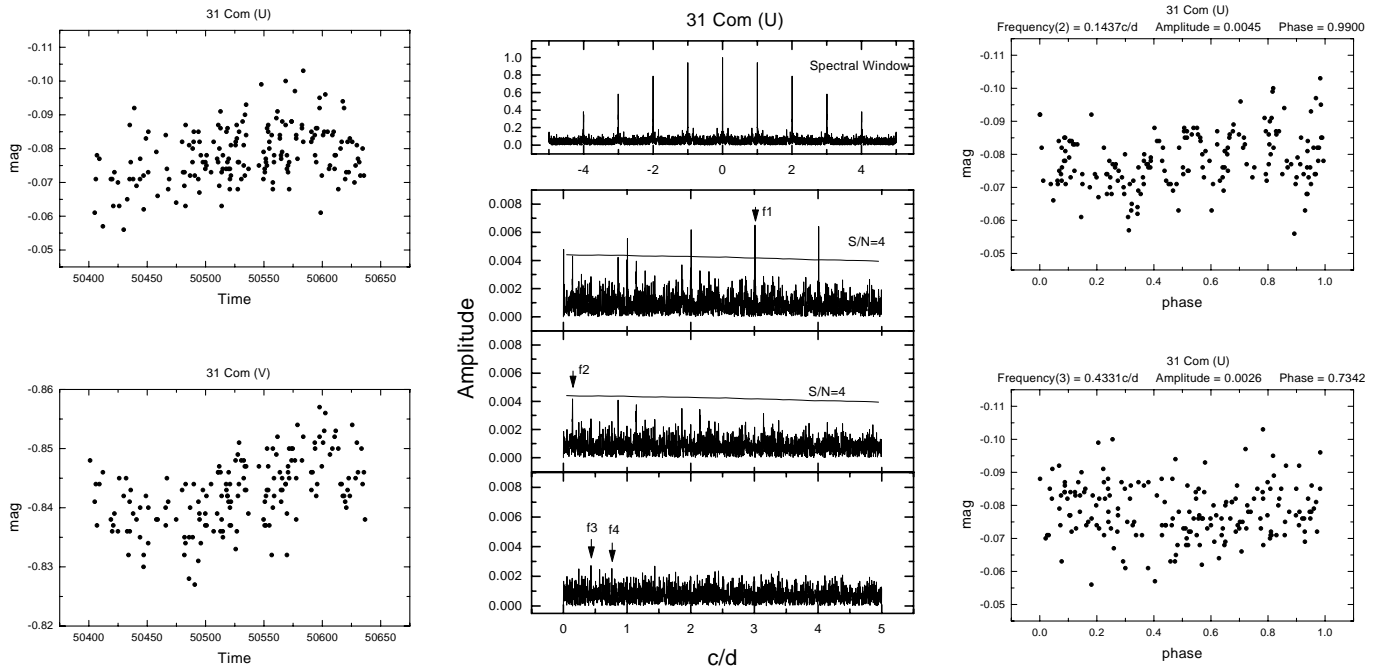 31 Com (U)
-0.11
-0.10
-0.09
-0.08
-0.07
-0.06
-0.05
mag
50400 50450 50500 50550 50600 50650
Time
31 Com (V)
-0.86
-0.85
-0.84
-0.83
-0.82
mag
50400 50450 50500 50550 50600 50650
Time
31 Com (U)
Spectral Window
1.0
0.8
0.6
0.4
0.2
0.0
-4 -2 0 2 4
0.008
0.006
0.004
0.002
0.000
f1
S/N=4
0.008
0.006
0.004
0.002
0.000
f2
S/N=4
0.008
0.006
0.004
0.002
0.000
f3 f4
Amplitude
0 1 2 3 4 5
c/d
31 Com (U)
Frequency(2) = 0.1437c/d Amplitude = 0.0045 Phase = 0.9900
-0.11
-0.10
-0.09
-0.08
-0.07
-0.06
-0.05
mag
0.0 0.2 0.4 0.6 0.8 1.0
phase
31 Com (U)
Frequency(3) = 0.4331c/d Amplitude = 0.0026 Phase = 0.7342
-0.11
-0.10
-0.09
-0.08
-0.07
-0.06
-0.05
mag
0.0 0.2 0.4 0.6 0.8 1.0
phase